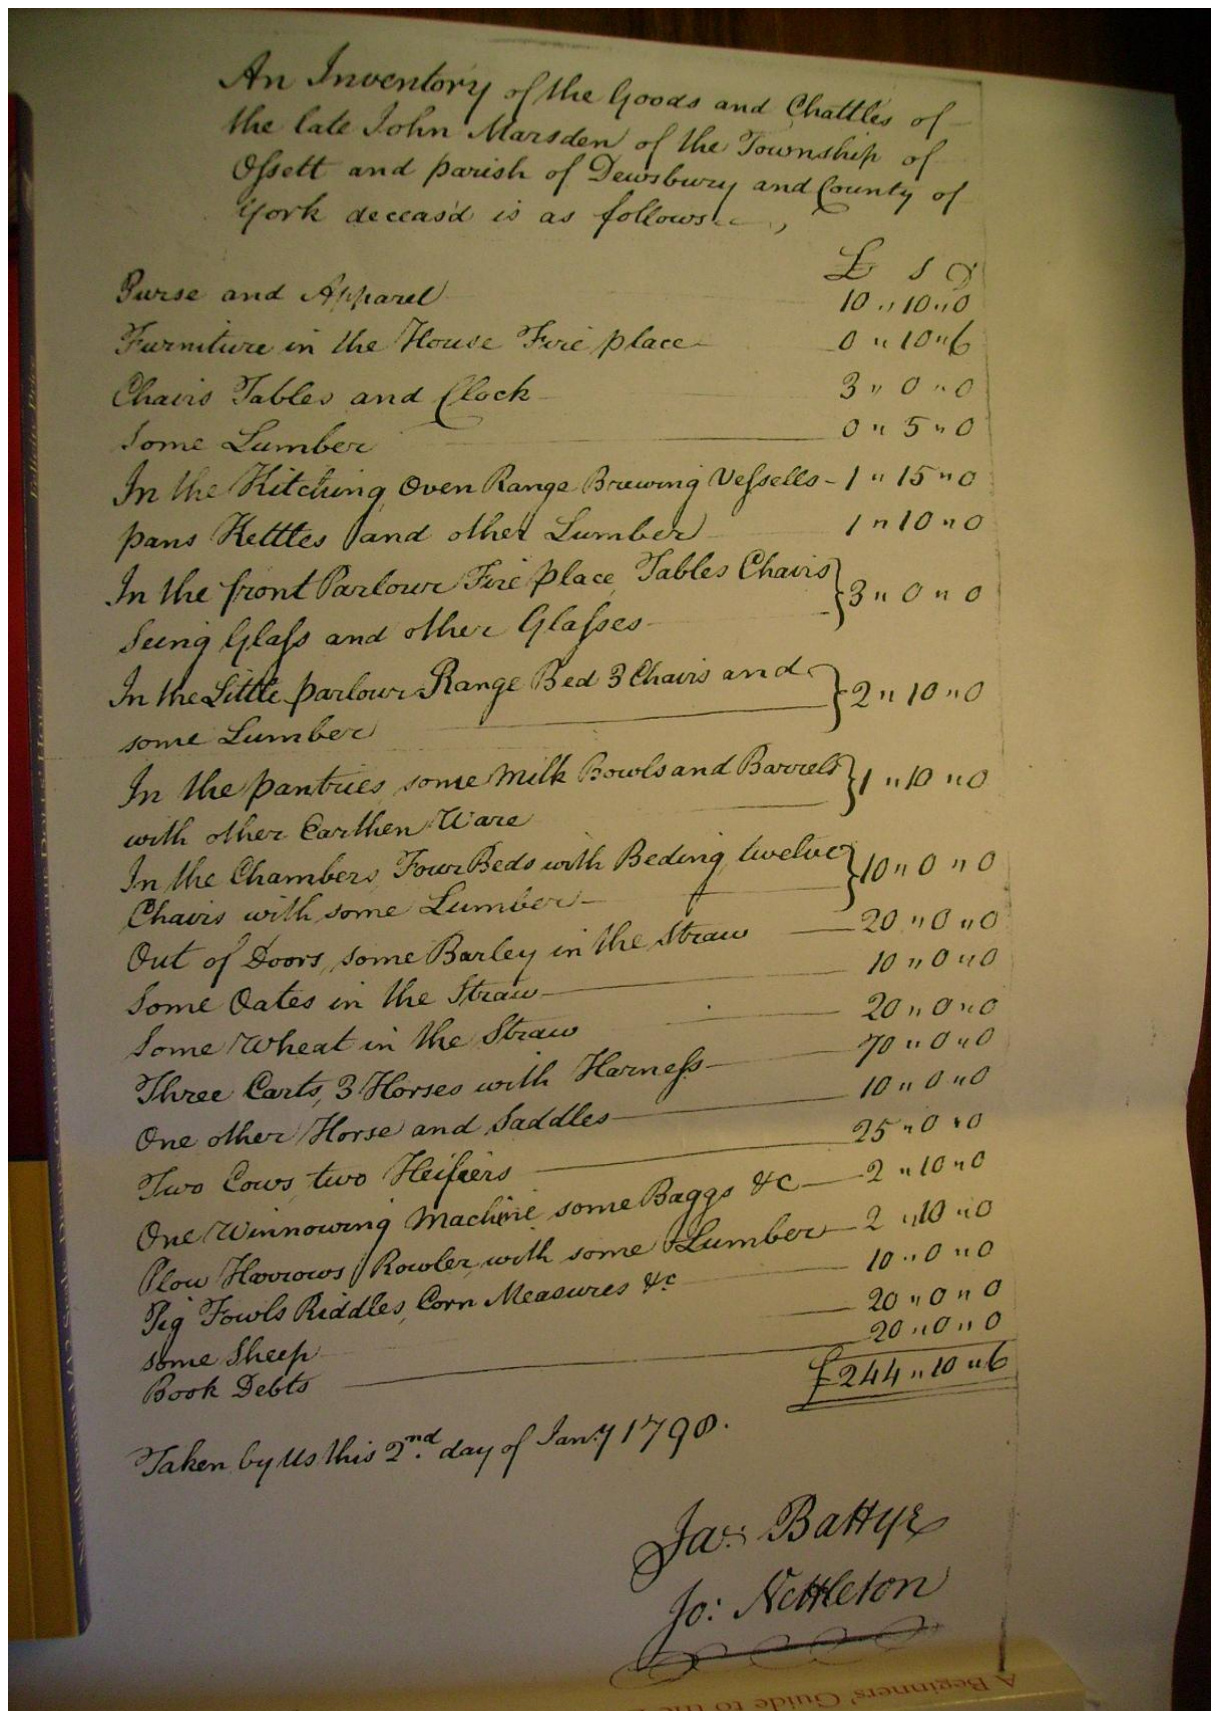 An Inventory of the Goods and Chattles of
the late John Marsden of the Township of
Ossett and parish of Dewsbury and County of
York deceas'd is as follows
£ s d
Purse and Apparel 10 " 10 " 0
Furniture in the House Fire place 0 " 10 " 6
Chairs Tables and Clock 3 " 0 " 0
Some Lumber 0 " 5 " 0
In the Kitching Oven Range Brewing Vessells - 1 " 15 " 0
pans Kettles and other Lumber 1 " 10 " 0
In the front Parlour Fire place Tables Chairs
Seeing Glass and other Glasses } 3 " 0 " 0
In the Little parlour Range Bed 3 Chairs and
some Lumber } 2 " 10 " 0
In the pantries some Milk Bowls and Barrels
with other Earthen Ware } 1 " 10 " 0
In the Chambers Four Beds with Beding, twelve
Chairs with some Lumber } 10 " 0 " 0
Out of Doors, some Barley in the Straw 20 " 0 " 0
Some Oates in the Straw 10 " 0 " 0
Some Wheat in the Straw 20 " 0 " 0
Three Carts, 3 Horses with Harness 70 " 0 " 0
One other Horse and Saddles 10 " 0 " 0
Two Cows two Heifiers 25 " 0 " 0
One Winnowing Machine some Baggs &c 2 " 10 " 0
Plow Harrows Rowler with some Lumber 2 " 10 " 0
Pig Fowls Riddles, Corn Measures &c 10 " 0 " 0
some Sheep 20 " 0 " 0
Book Debts 20 " 0 " 0
£244 " 10 " 6
Taken by Us this 2nd day of Jany 1798.
Jas: Battye
Jo: Nettleton
A Beginners' Guide to the